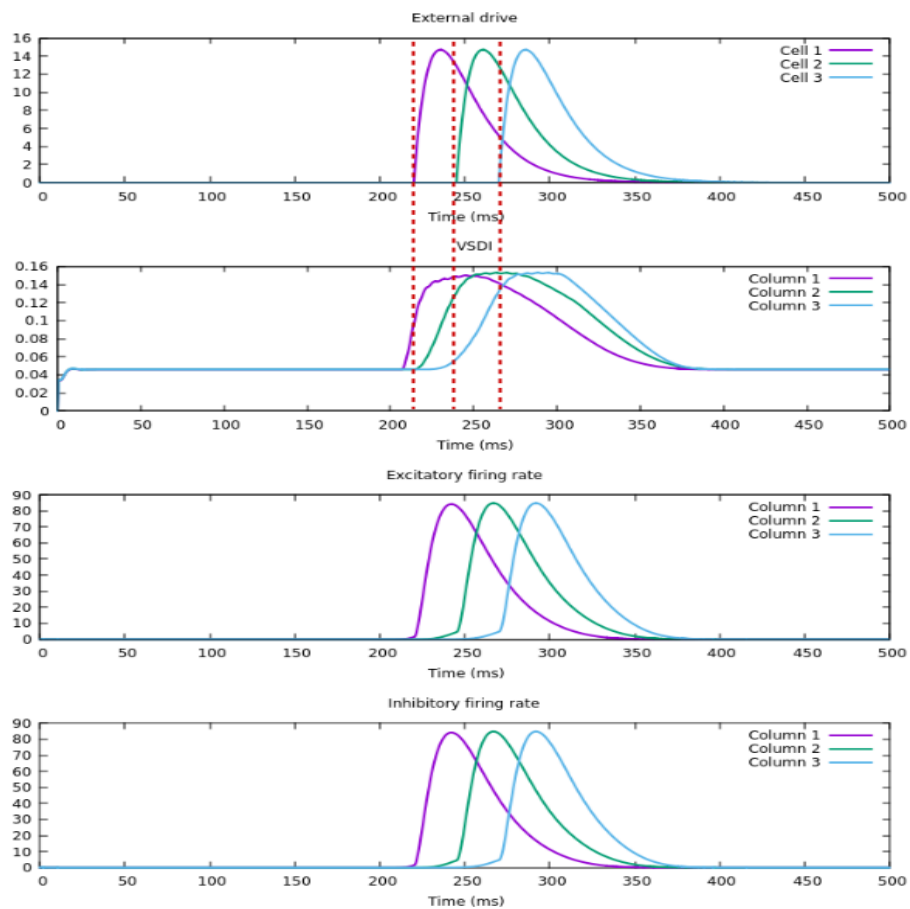 External drive
16
14
12
10
8
6
4
2
0
Cell 1
Cell 2
Cell 3
0 50 100 150 200 250 300 350 400 450 500
Time (ms)
VSDI
0.16
0.14
0.12
0.1
0.08
0.06
0.04
0.02
0
Column 1
Column 2
Column 3
0 50 100 150 200 250 300 350 400 450 500
Time (ms)
Excitatory firing rate
90
80
70
60
50
40
30
20
10
0
Column 1
Column 2
Column 3
0 50 100 150 200 250 300 350 400 450 500
Time (ms)
Inhibitory firing rate
90
80
70
60
50
40
30
20
10
0
Column 1
Column 2
Column 3
0 50 100 150 200 250 300 350 400 450 500
Time (ms)